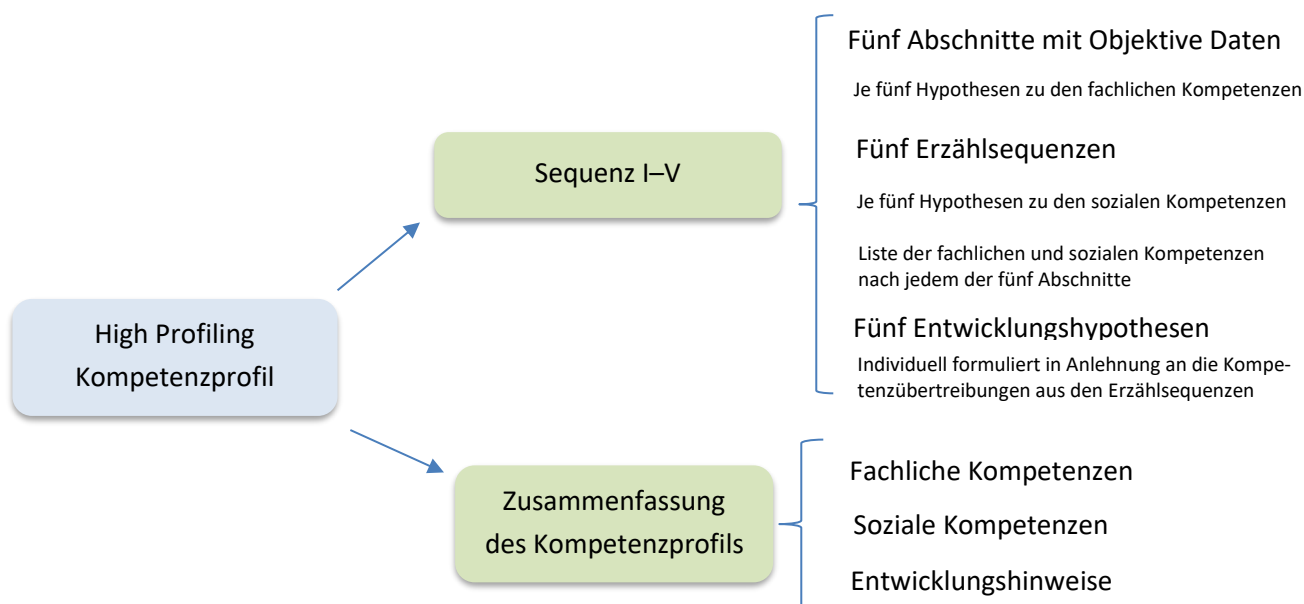 Fünf Abschnitte mit Objektive Daten
Je fünf Hypothesen zu den fachlichen Kompetenzen
Sequenz I–V
Fünf Erzählsequenzen
Je fünf Hypothesen zu den sozialen Kompetenzen
Liste der fachlichen und sozialen Kompetenzen
nach jedem der fünf Abschnitte
High Profiling
Kompetenzprofil
Fünf Entwicklungshypothesen
Individuell formuliert in Anlehnung an die Kompe-
tenzübertreibungen aus den Erzählsequenzen
Zusammenfassung
des Kompetenzprofils
Fachliche Kompetenzen
Soziale Kompetenzen
Entwicklungshinweise